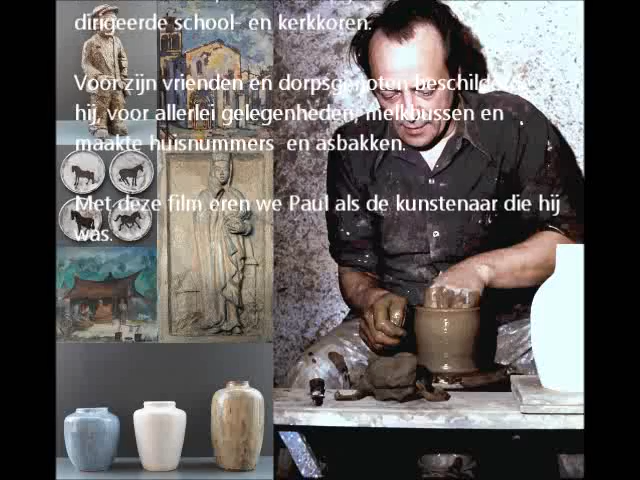 dirigeerde school- en kerkkoren.
Voor zijn vrienden en dorpsgenoten beschilderde
hij, voor allerlei gelegenheden, melkbussen en
maakte huisnummers en asbakken.
Met deze film eren we Paul als de kunstenaar die hij
was.